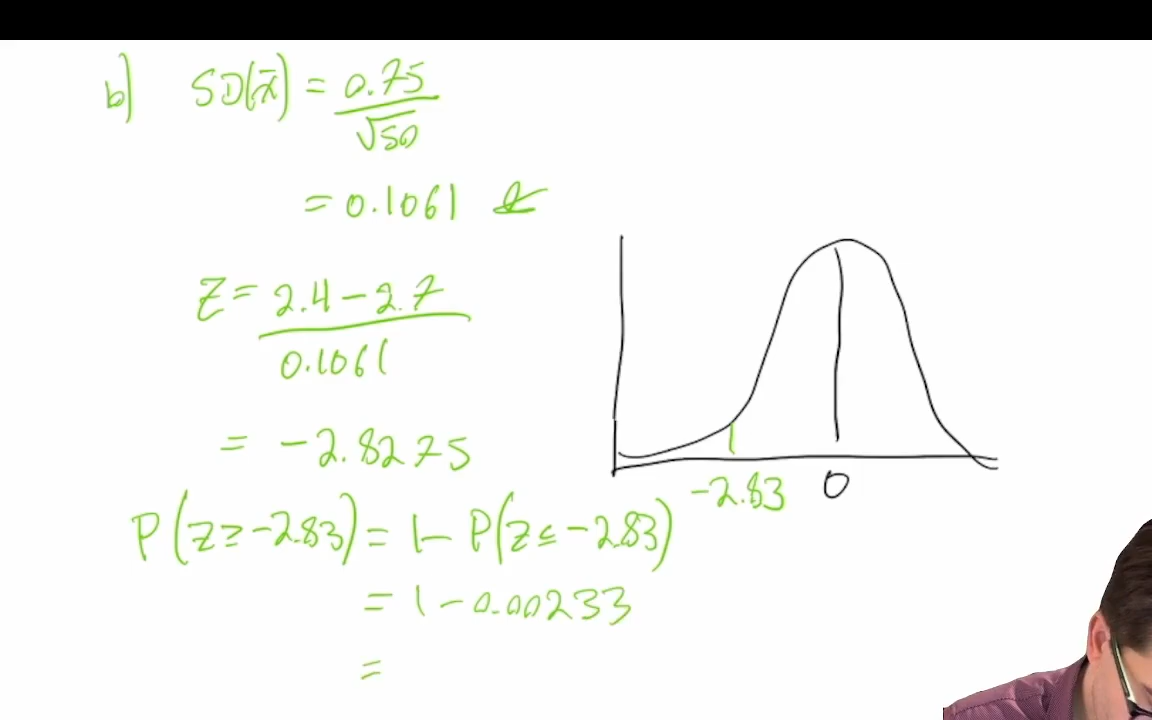 b) SD(x̄) = 0.75
√50
= 0.1061
Z = 2.4 - 2.7
0.1061
= -2.8275
-2.83 0
P(Z ≥ -2.83) = 1 - P(Z ≤ -2.83)
= 1 - 0.00233
=